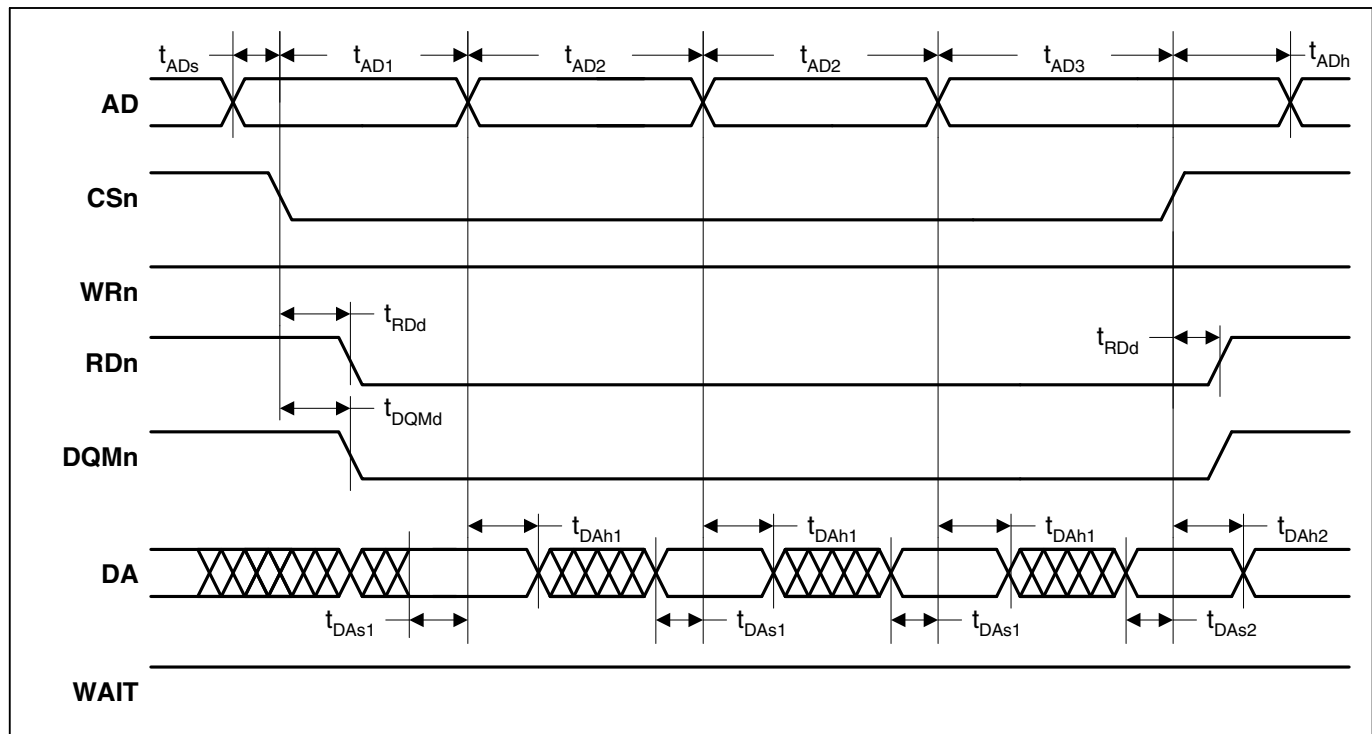 tADs tAD1 tAD2 tAD2 tAD3 tADh
AD
CSn
WRn
tRDd
RDn tRDd
tDQMd
DQMn
tDAh1 tDAh1 tDAh1 tDAh2
DA
tDAs1 tDAs1 tDAs1 tDAs2
WAIT